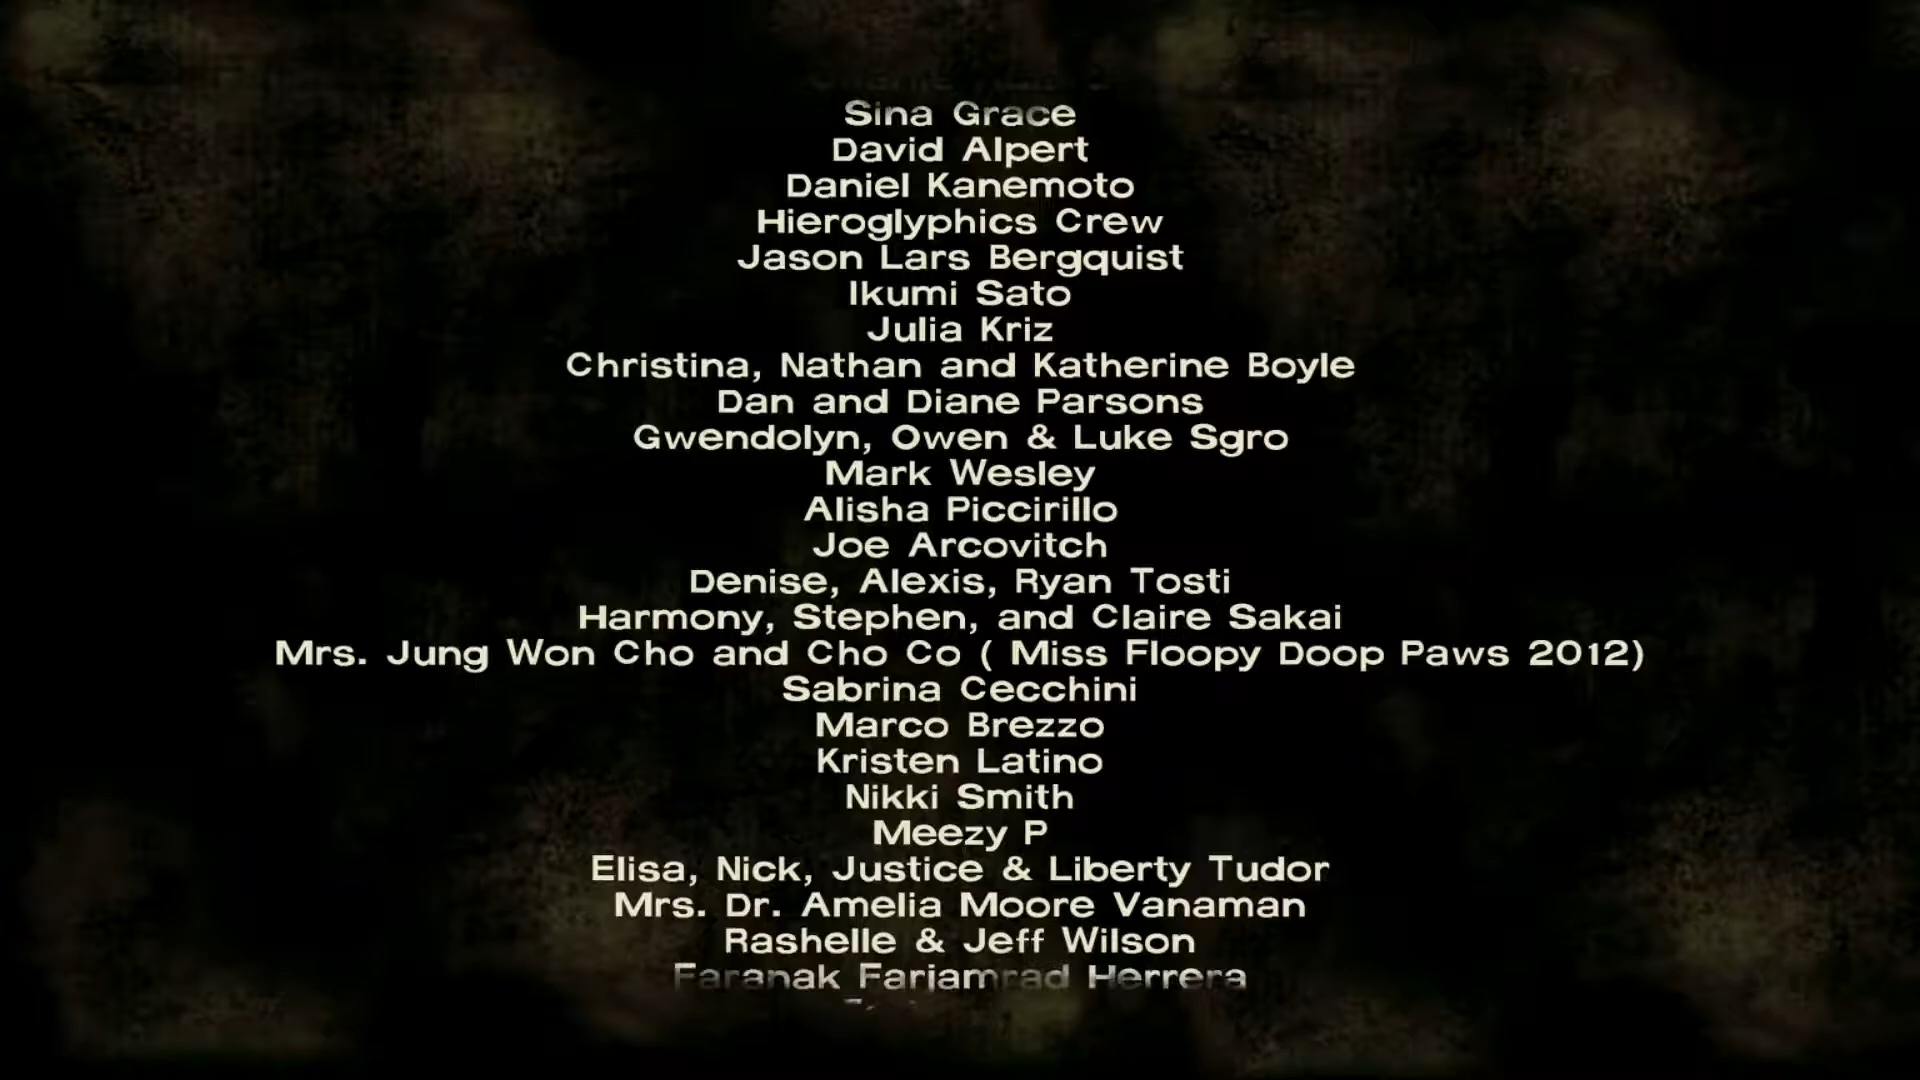 Sina Grace
David Alpert
Daniel Kanemoto
Hieroglyphics Crew
Jason Lars Bergquist
Ikumi Sato
Julia Kriz
Christina, Nathan and Katherine Boyle
Dan and Diane Parsons
Gwendolyn, Owen & Luke Sgro
Mark Wesley
Alisha Piccirillo
Joe Arcovitch
Denise, Alexis, Ryan Tosti
Harmony, Stephen, and Claire Sakai
Mrs. Jung Won Cho and Cho Co ( Miss Floopy Doop Paws 2012)
Sabrina Cecchini
Marco Brezzo
Kristen Latino
Nikki Smith
Meezy P
Elisa, Nick, Justice & Liberty Tudor
Mrs. Dr. Amelia Moore Vanaman
Rashelle & Jeff Wilson
Faranak Farjamrad Herrera